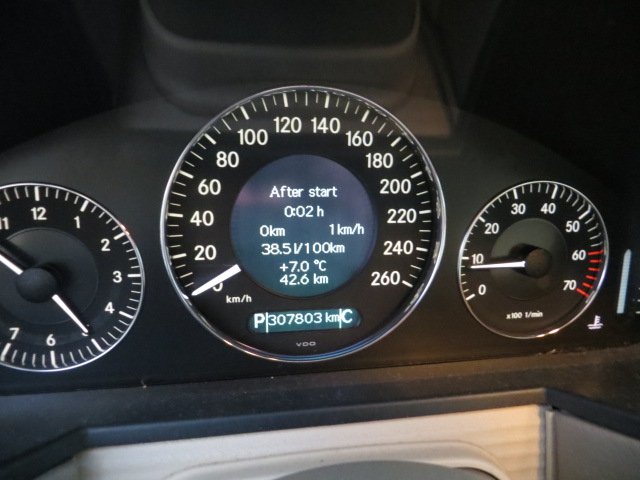 11 12 1 2 3 4 5 6 7
0 20 40 60 80 100 120 140 160 180 200 220 240 260
After start
0:02 h
0km 1km/h
38.5l/100km
+7.0 °C
42.6 km
km/h
P 307803 km C
VDO
0 10 20 30 40 50 60 70
x100 1/min